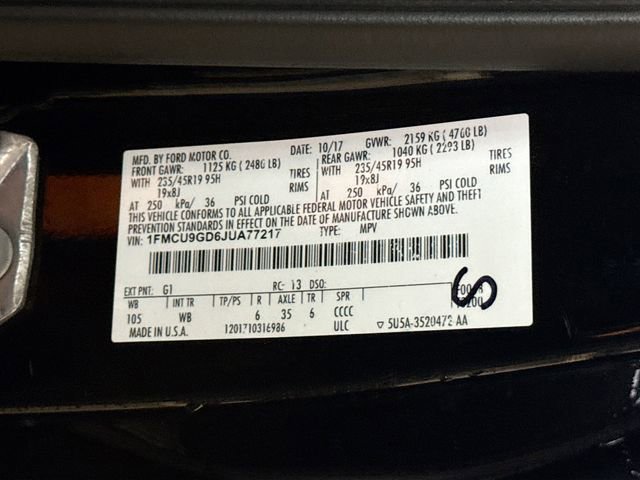 MFD. BY FORD MOTOR CO. DATE: 10/17 GVWR: 2159 KG ( 4760 LB)
FRONT GAWR: 1125 KG ( 2480 LB) REAR GAWR: 1040 KG ( 2293 LB)
WITH 235/45R19 95H TIRES WITH 235/45R19 95H TIRES
19x8J RIMS 19x8J RIMS
AT 250 kPa/ 36 PSI COLD AT 250 kPa/ 36 PSI COLD
THIS VEHICLE CONFORMS TO ALL APPLICABLE FEDERAL MOTOR VEHICLE SAFETY AND THEFT
PREVENTION STANDARDS IN EFFECT ON THE DATE OF MANUFACTURE SHOWN ABOVE.
VIN: 1FMCU9GD6JUA77217 TYPE: MPV
EXT PNT: G1 RC: 13 DSO:
WB INT TR TP/PS R AXLE TR SPR
105 WB 6 35 6 CCCC
MADE IN U.S.A. 1201710316986 ULC ▽ 5U5A-3520472-AA
6